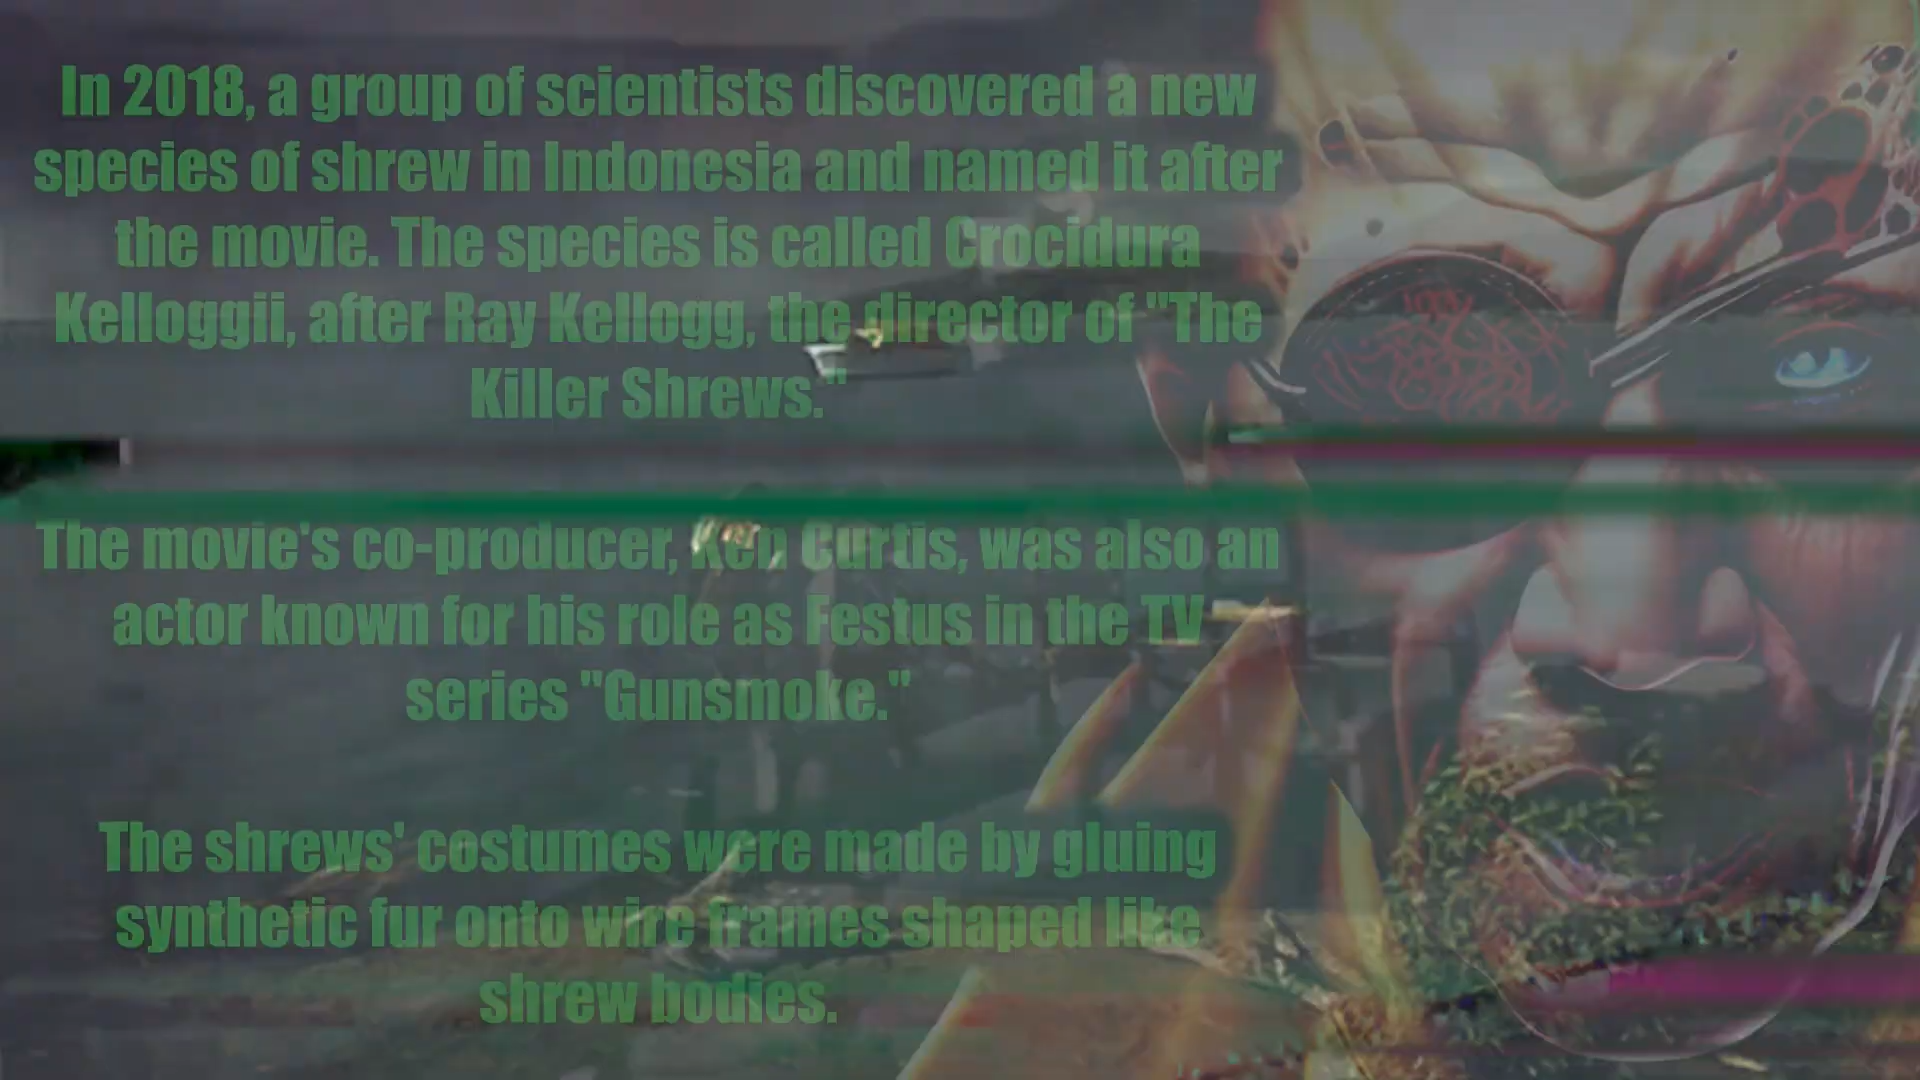 In 2018, a group of scientists discovered a new
species of shrew in Indonesia and named it after
the movie. The species is called Crocidura
Kelloggii, after Ray Kellogg, the director of "The
Killer Shrews."
The movie's co-producer, Ken Curtis, was also an
actor known for his role as Festus in the TV
series "Gunsmoke."
The shrews' costumes were made by gluing
synthetic fur onto wire frames shaped like
shrew bodies.